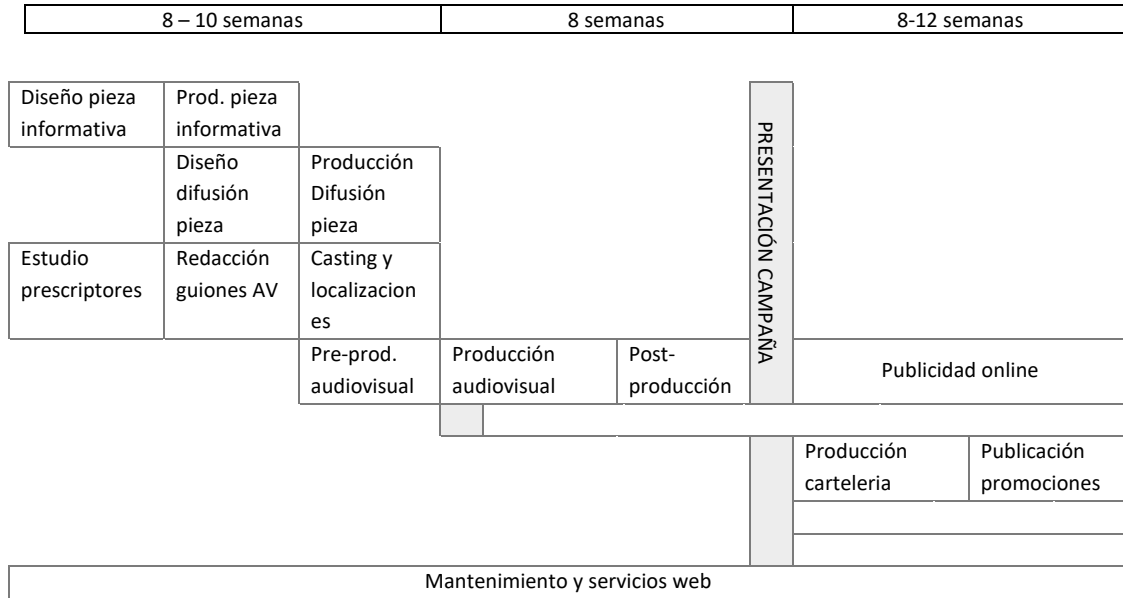 8 – 10 semanas
8 semanas
8-12 semanas
Diseño pieza
informativa
Prod. pieza
informativa
Diseño
difusión
pieza
Producción
Difusión
pieza
Estudio
prescriptores
Redacción
guiones AV
Casting y
localizacion
es
Pre-prod.
audiovisual
Producción
audiovisual
Post-
producción
PRESENTACIÓN CAMPAÑA
Publicidad online
Producción
carteleria
Publicación
promociones
Mantenimiento y servicios web